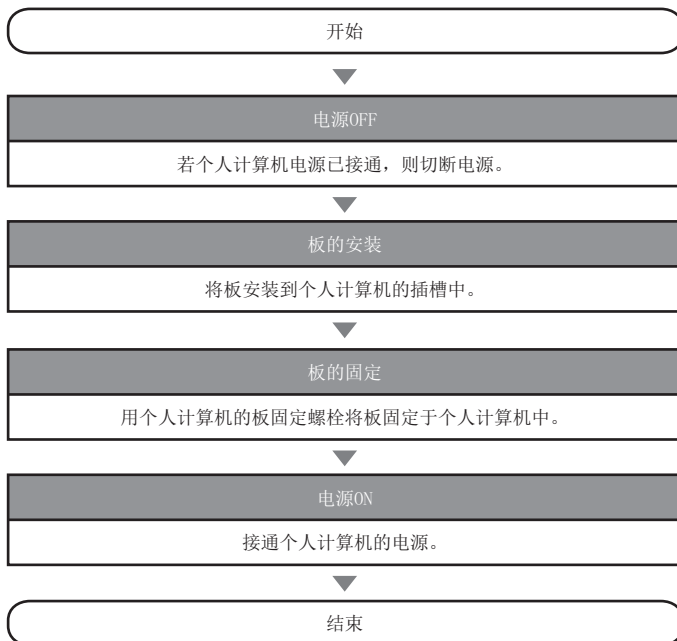 开始
电源OFF
若个人计算机电源已接通，则切断电源。
板的安装
将板安装到个人计算机的插槽中。
板的固定
用个人计算机的板固定螺栓将板固定于个人计算机中。
电源ON
接通个人计算机的电源。
结束